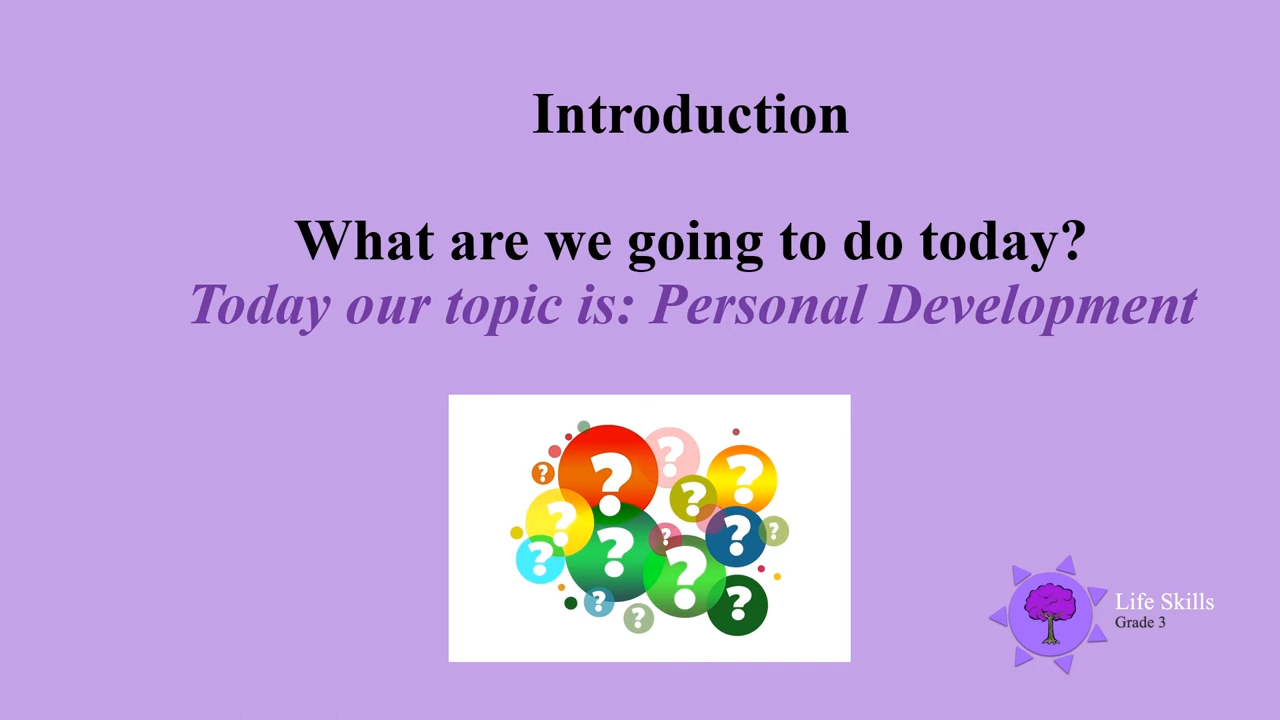 Introduction
What are we going to do today?
Today our topic is: Personal Development
? ? ? ? ? ? ? ? ? ? ? ? ? ?
Life Skills
Grade 3